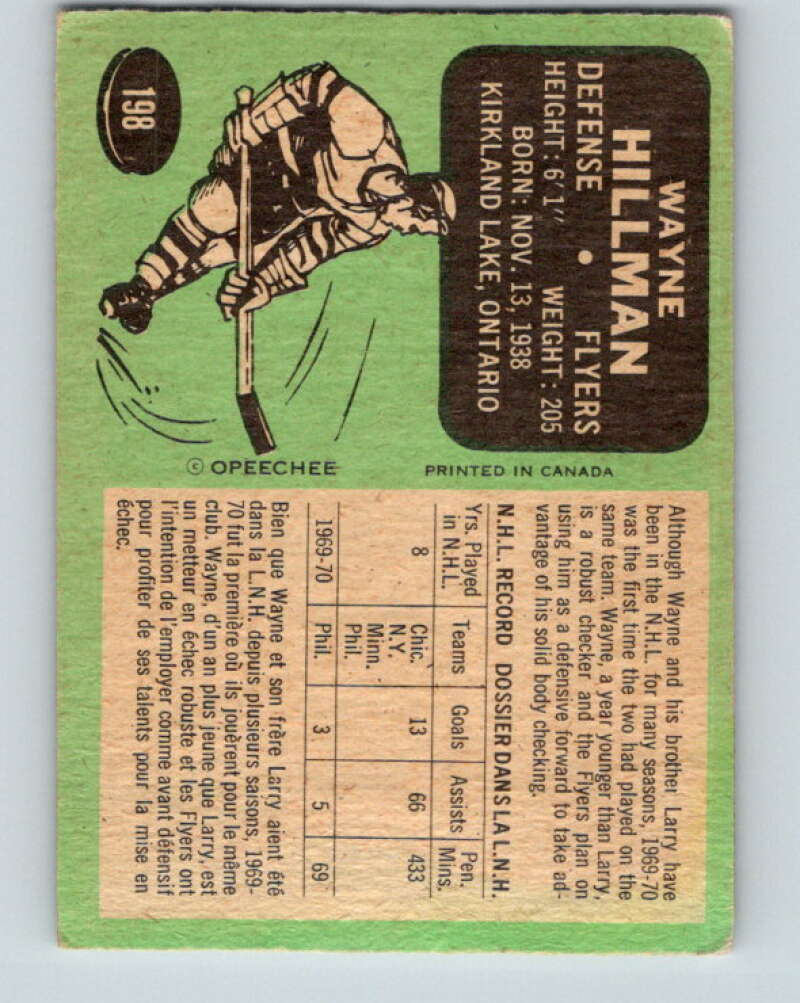 198
WAYNE
HILLMAN
DEFENSE • FLYERS
HEIGHT: 6'1" WEIGHT: 205
BORN: NOV. 13, 1938
KIRKLAND LAKE, ONTARIO
© OPEECHEE
PRINTED IN CANADA
Although Wayne and his brother Larry have
been in the N.H.L. for many seasons, 1969-70
was the first time the two had played on the
same team. Wayne, a year younger than Larry,
is a robust checker and the Flyers plan on
using him as a defensive forward to take ad-
vantage of his solid body checking.
N.H.L. RECORD DOSSIER DANS LA L.N.H.
Yrs. Played in N.H.L. Teams Goals Assists Pen. Mins.
8 Chic. 13 66 433
N.Y.
Minn.
Phil.
1969-70 Phil. 3 5 69
Bien que Wayne et son frère Larry aient été
dans la L.N.H. depuis plusieurs saisons, 1969-
70 fut la première où ils jouèrent pour le même
club. Wayne, d'un an plus jeune que Larry, est
un metteur en échec robuste et les Flyers ont
l'intention de l'employer comme avant défensif
pour profiter de ses talents pour la mise en
échec.